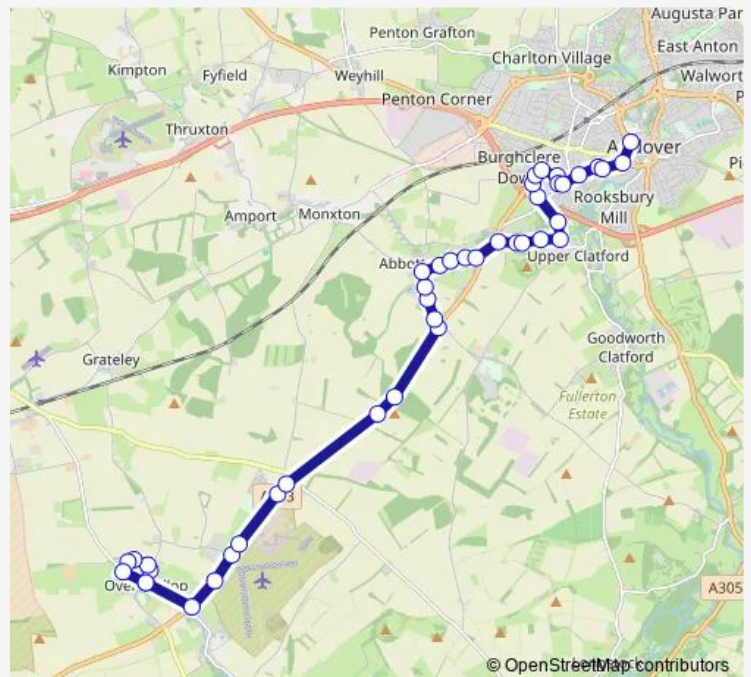 Augusta Par
Penton Grafton
East Anton
Charlton Village
Kimpton
Fyfield
Weyhill
Walwort
Penton Corner
Thruxton
Burghclere
Rooksbury
Mill
Amport
Monxton
Upper Clatford
Goodworth
Clatford
Grateley
Fullerton
Estate
A305
© OpenStreetMap contributors